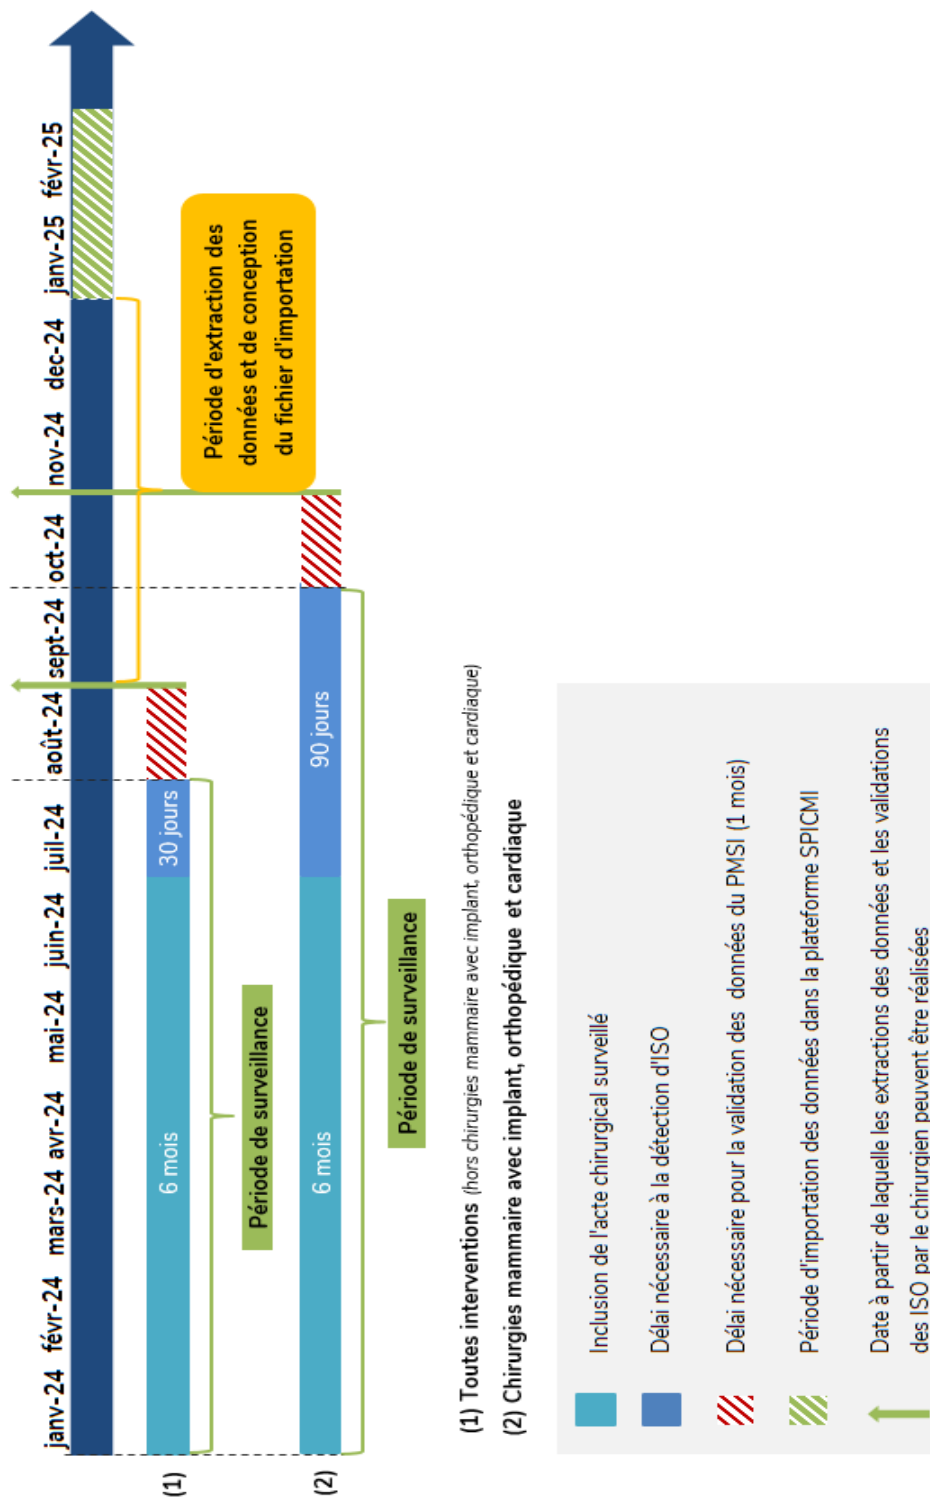 janv-24 févr-24 mars-24 avr-24 mai-24 juin-24 juil-24 août-24 sept-24 oct-24 nov-24 dec-24 janv-25 févr-25
(1) 6 mois 30 jours
Période de surveillance
Période d'extraction des
données et de conception
du fichier d'importation
(2) 6 mois 90 jours
Période de surveillance
(1) Toutes interventions (hors chirurgies mammaire avec implant, orthopédique et cardiaque)
(2) Chirurgies mammaire avec implant, orthopédique et cardiaque
Inclusion de l'acte chirurgical surveillé
Délai nécessaire à la détection d'ISO
Délai nécessaire pour la validation des données du PMSI (1 mois)
Période d'importation des données dans la plateforme SPICMI
Date à partir de laquelle les extractions des données et les validations
des ISO par le chirurgien peuvent être réalisées